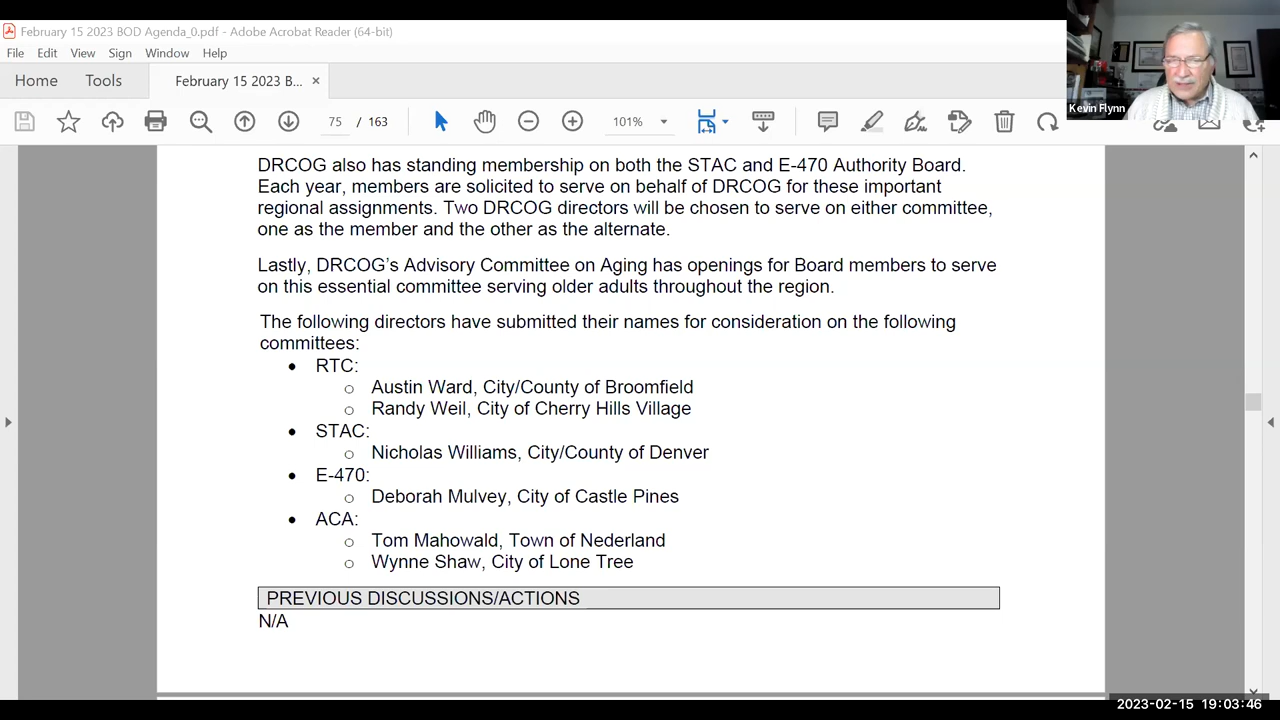 February 15 2023 BOD Agenda_0.pdf - Adobe Acrobat Reader (64-bit)
File Edit View Sign Window Help
Home Tools February 15 2023 B... ×
75 / 163 101%
Kevin Flynn
DRCOG also has standing membership on both the STAC and E-470 Authority Board.
Each year, members are solicited to serve on behalf of DRCOG for these important
regional assignments. Two DRCOG directors will be chosen to serve on either committee,
one as the member and the other as the alternate.
Lastly, DRCOG's Advisory Committee on Aging has openings for Board members to serve
on this essential committee serving older adults throughout the region.
The following directors have submitted their names for consideration on the following
committees:
• RTC:
o Austin Ward, City/County of Broomfield
o Randy Weil, City of Cherry Hills Village
• STAC:
o Nicholas Williams, City/County of Denver
• E-470:
o Deborah Mulvey, City of Castle Pines
• ACA:
o Tom Mahowald, Town of Nederland
o Wynne Shaw, City of Lone Tree
PREVIOUS DISCUSSIONS/ACTIONS
N/A
2023-02-15 19:03:46